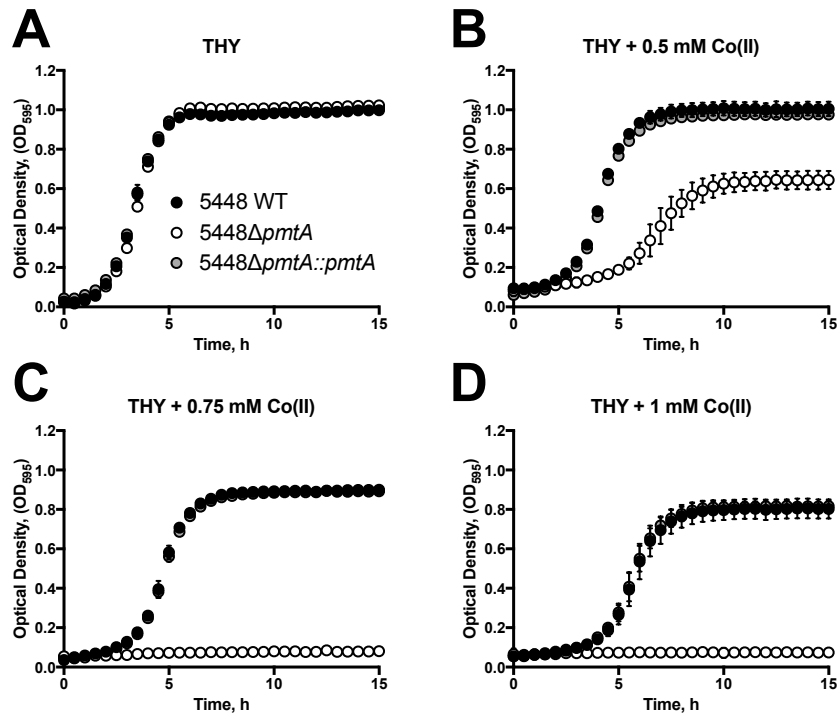 A
THY
Optical Density, (OD595)
1.2
1.0
0.8
0.6
0.4
0.2
0.0
0
5
10
15
Time, h
5448 WT
5448ΔpmtA
5448ΔpmtA::pmtA
B
THY + 0.5 mM Co(II)
Optical Density, (OD595)
1.2
1.0
0.8
0.6
0.4
0.2
0.0
0
5
10
15
Time, h
C
THY + 0.75 mM Co(II)
Optical Density, (OD595)
1.2
1.0
0.8
0.6
0.4
0.2
0.0
0
5
10
15
Time, h
D
THY + 1 mM Co(II)
Optical Density, (OD595)
1.2
1.0
0.8
0.6
0.4
0.2
0.0
0
5
10
15
Time, h